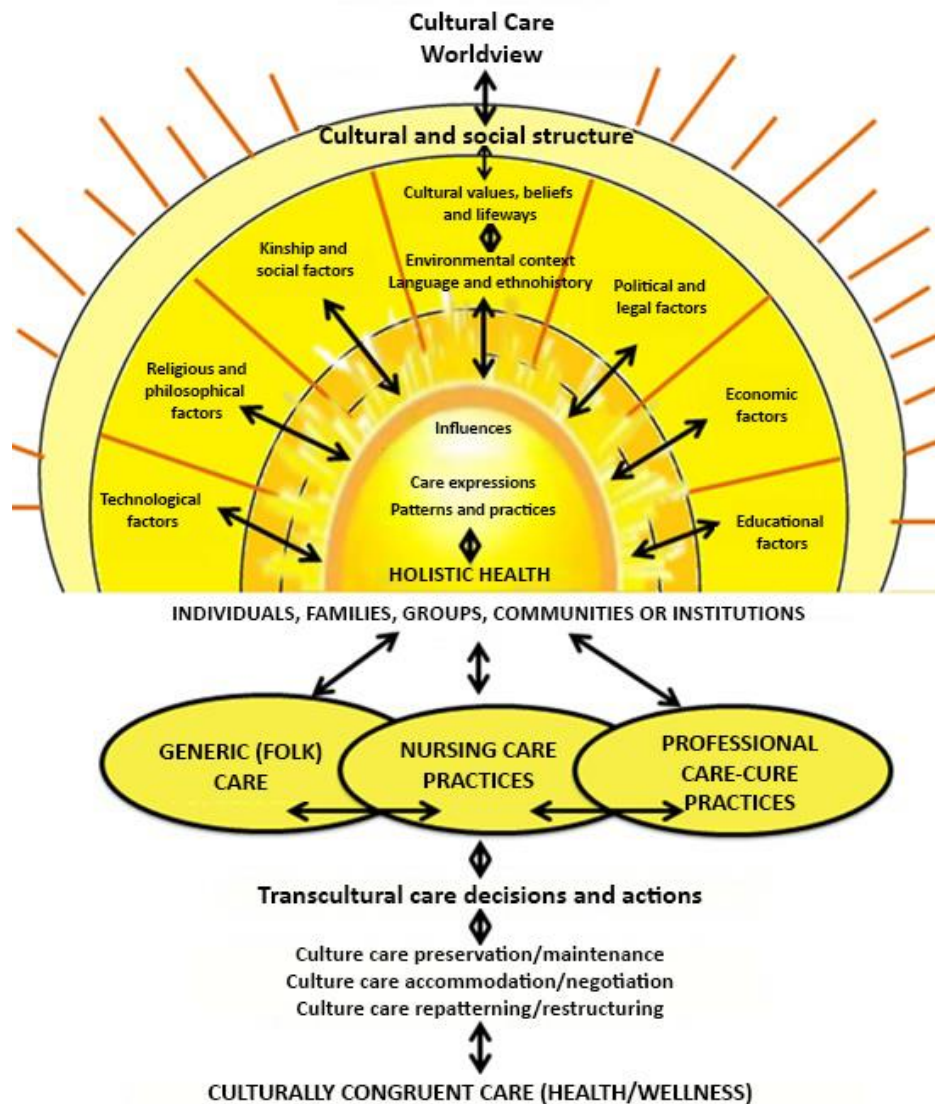 Cultural Care
Worldview
Cultural and social structure
Cultural values, beliefs
and lifeways
Kinship and
social factors
Environmental context
Language and ethnohistory
Political and
legal factors
Religious and
philosophical
factors
Economic
factors
Technological
factors
Educational
factors
Influences
Care expressions
Patterns and practices
HOLISTIC HEALTH
INDIVIDUALS, FAMILIES, GROUPS, COMMUNITIES OR INSTITUTIONS
GENERIC (FOLK)
CARE
NURSING CARE
PRACTICES
PROFESSIONAL
CARE-CURE
PRACTICES
Transcultural care decisions and actions
Culture care preservation/maintenance
Culture care accommodation/negotiation
Culture care repatterning/restructuring
CULTURALLY CONGRUENT CARE (HEALTH/WELLNESS)